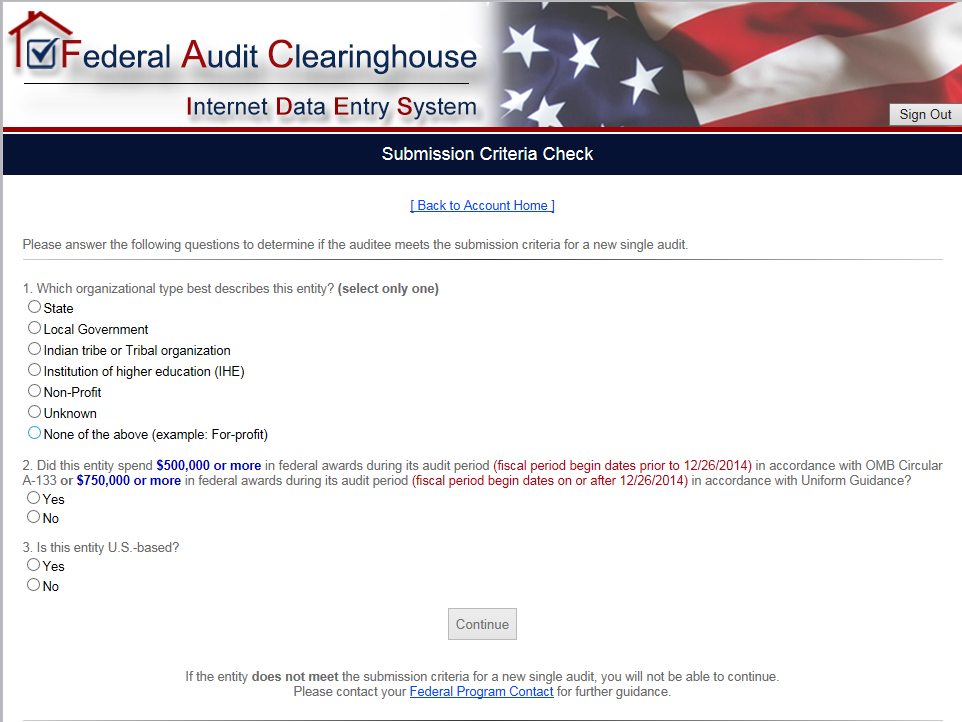 Federal Audit Clearinghouse
Internet Data Entry System
Sign Out
Submission Criteria Check
[ Back to Account Home ]
Please answer the following questions to determine if the auditee meets the submission criteria for a new single audit.
1. Which organizational type best describes this entity? (select only one)
State
Local Government
Indian tribe or Tribal organization
Institution of higher education (IHE)
Non-Profit
Unknown
None of the above (example: For-profit)
2. Did this entity spend $500,000 or more in federal awards during its audit period (fiscal period begin dates prior to 12/26/2014) in accordance with OMB Circular
A-133 or $750,000 or more in federal awards during its audit period (fiscal period begin dates on or after 12/26/2014) in accordance with Uniform Guidance?
Yes
No
3. Is this entity U.S.-based?
Yes
No
Continue
If the entity does not meet the submission criteria for a new single audit, you will not be able to continue.
Please contact your Federal Program Contact for further guidance.